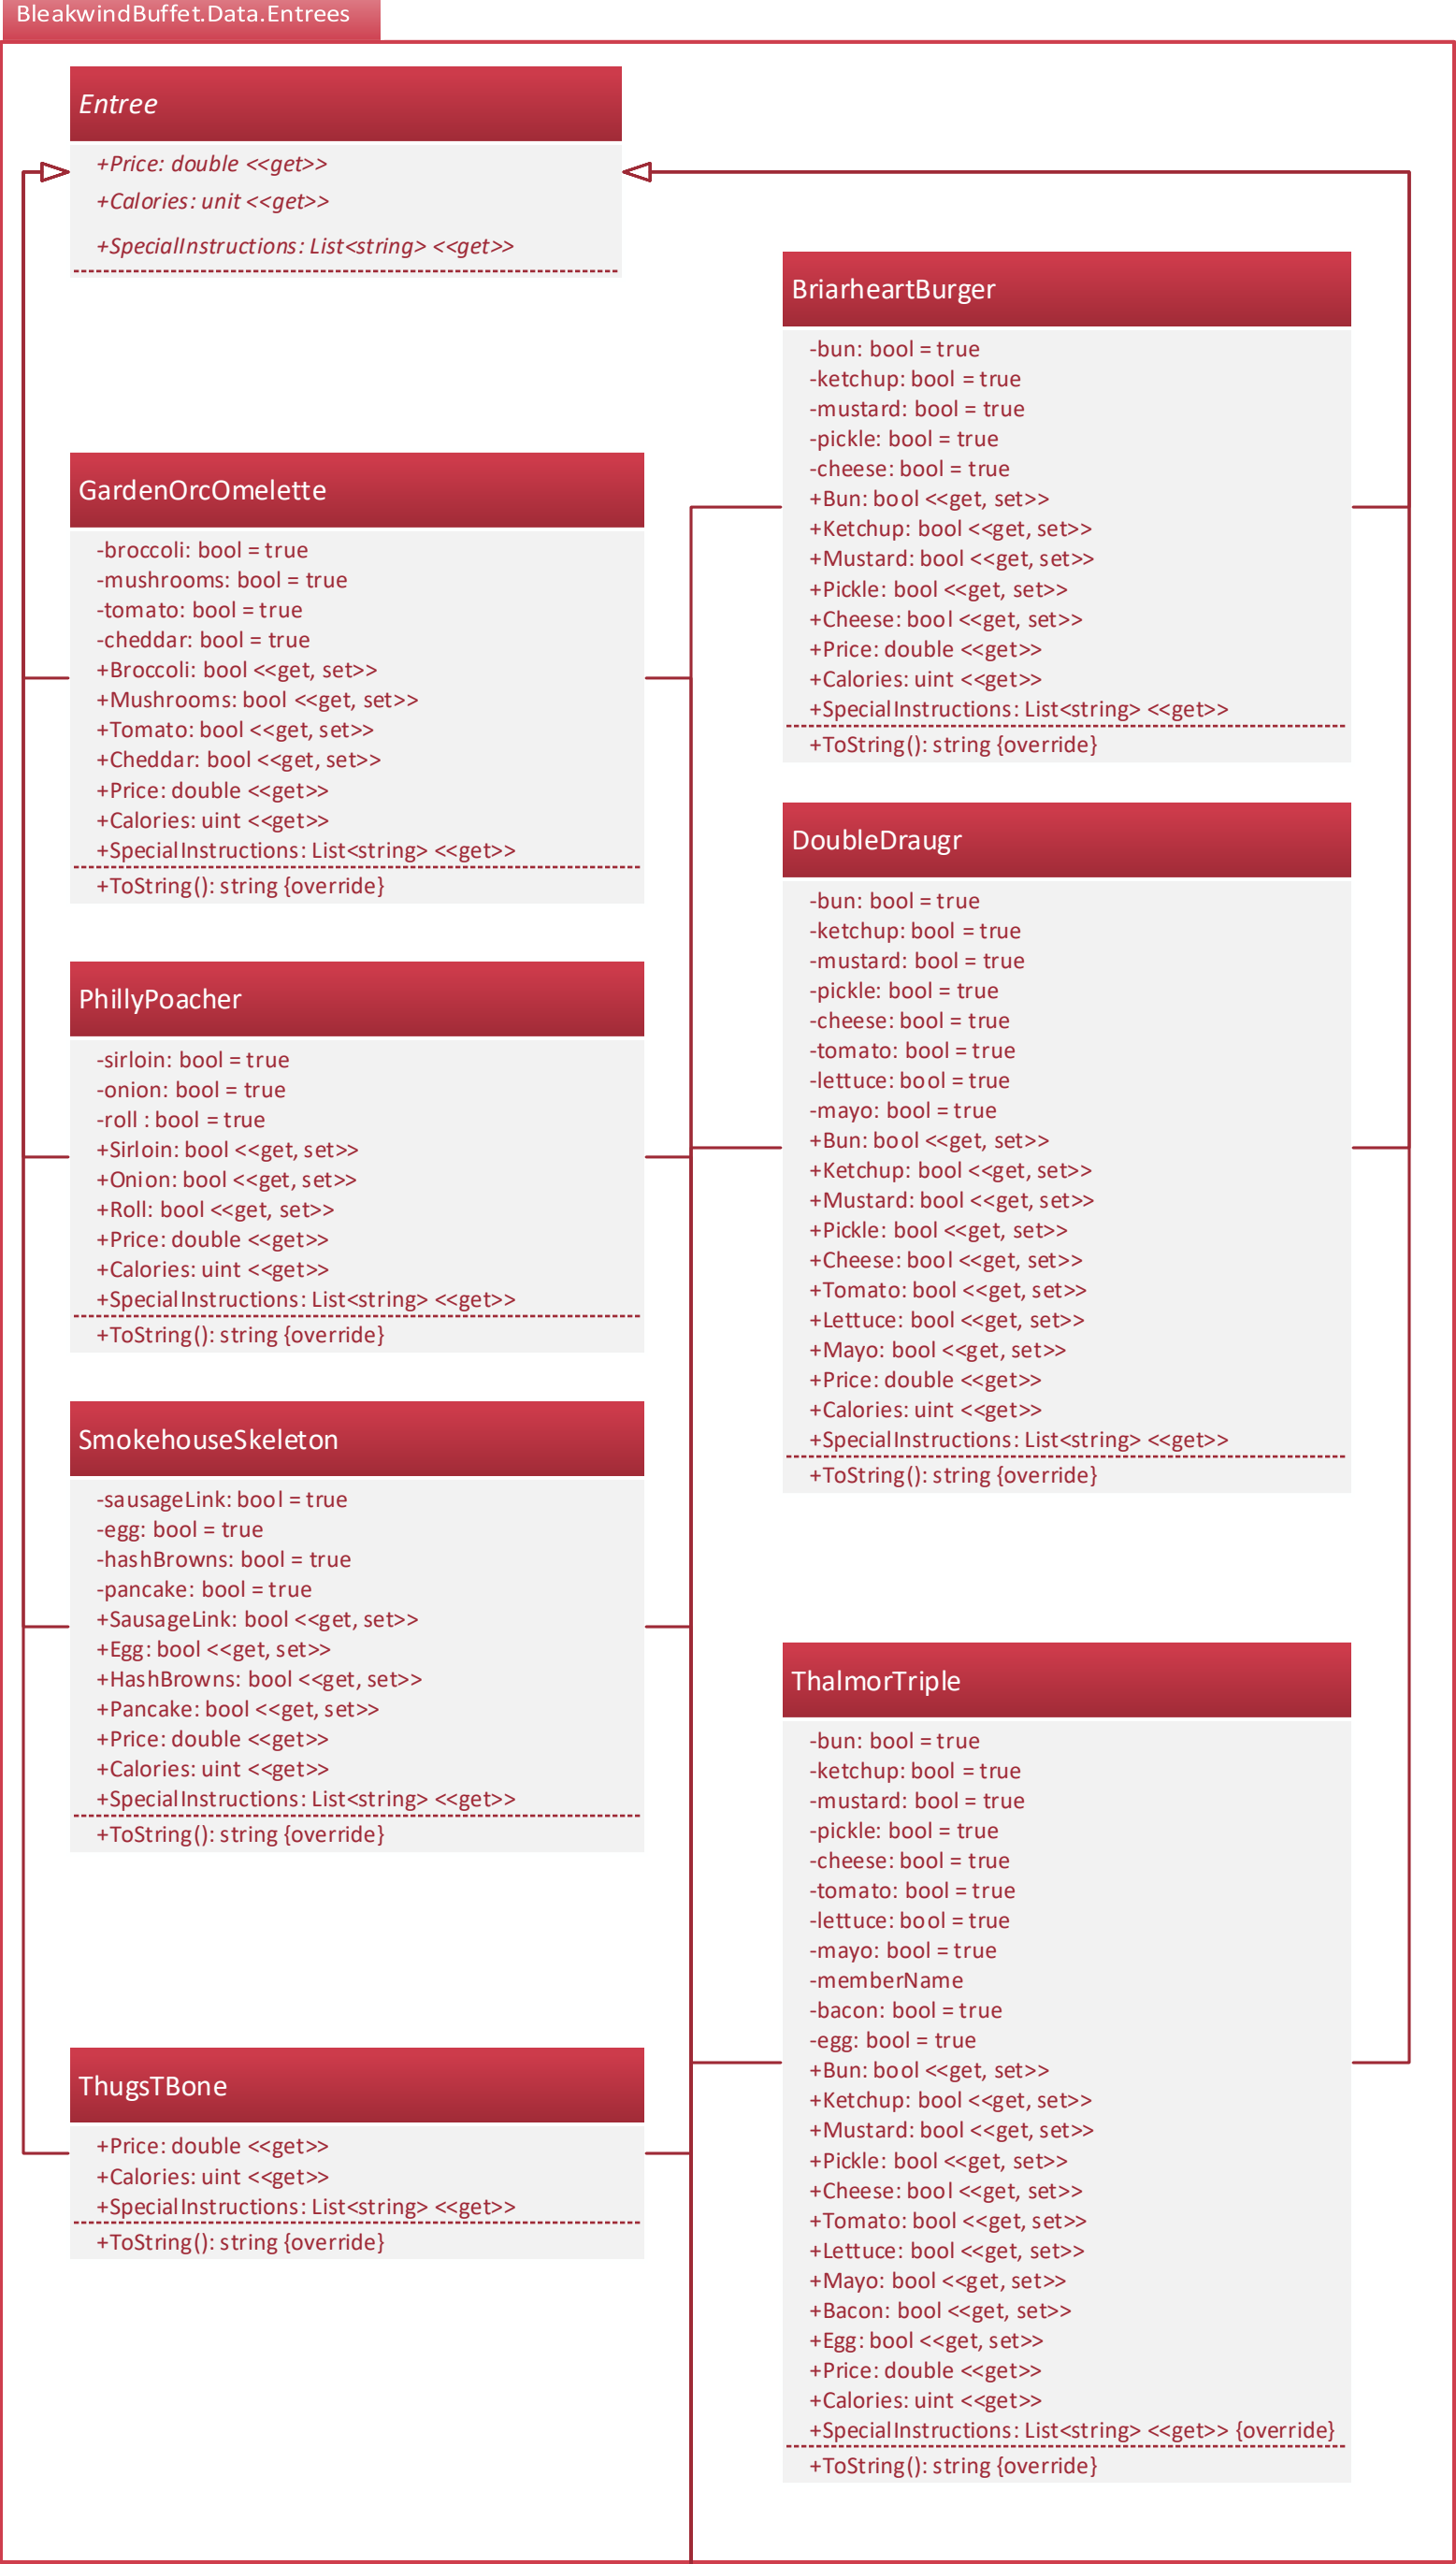 BleakwindBuffet.Data.Entrees
Entree
+Price: double <<get>>
+Calories: unit <<get>>
+SpecialInstructions: List<string> <<get>>
GardenOrcOmelette
-broccoli: bool = true
-mushrooms: bool = true
-tomato: bool = true
-cheddar: bool = true
+Broccoli: bool <<get, set>>
+Mushrooms: bool <<get, set>>
+Tomato: bool <<get, set>>
+Cheddar: bool <<get, set>>
+Price: double <<get>>
+Calories: uint <<get>>
+SpecialInstructions: List<string> <<get>>
+ToString(): string {override}
PhillyPoacher
-sirloin: bool = true
-onion: bool = true
-roll : bool = true
+Sirloin: bool <<get, set>>
+Onion: bool <<get, set>>
+Roll: bool <<get, set>>
+Price: double <<get>>
+Calories: uint <<get>>
+SpecialInstructions: List<string> <<get>>
+ToString(): string {override}
SmokehouseSkeleton
-sausageLink: bool = true
-egg: bool = true
-hashBrowns: bool = true
-pancake: bool = true
+SausageLink: bool <<get, set>>
+Egg: bool <<get, set>>
+HashBrowns: bool <<get, set>>
+Pancake: bool <<get, set>>
+Price: double <<get>>
+Calories: uint <<get>>
+SpecialInstructions: List<string> <<get>>
+ToString(): string {override}
ThugsTBone
+Price: double <<get>>
+Calories: uint <<get>>
+SpecialInstructions: List<string> <<get>>
+ToString(): string {override}
BriarheartBurger
-bun: bool = true
-ketchup: bool = true
-mustard: bool = true
-pickle: bool = true
-cheese: bool = true
+Bun: bool <<get, set>>
+Ketchup: bool <<get, set>>
+Mustard: bool <<get, set>>
+Pickle: bool <<get, set>>
+Cheese: bool <<get, set>>
+Price: double <<get>>
+Calories: uint <<get>>
+SpecialInstructions: List<string> <<get>>
+ToString(): string {override}
DoubleDraugr
-bun: bool = true
-ketchup: bool = true
-mustard: bool = true
-pickle: bool = true
-cheese: bool = true
-tomato: bool = true
-lettuce: bool = true
-mayo: bool = true
+Bun: bool <<get, set>>
+Ketchup: bool <<get, set>>
+Mustard: bool <<get, set>>
+Pickle: bool <<get, set>>
+Cheese: bool <<get, set>>
+Tomato: bool <<get, set>>
+Lettuce: bool <<get, set>>
+Mayo: bool <<get, set>>
+Price: double <<get>>
+Calories: uint <<get>>
+SpecialInstructions: List<string> <<get>>
+ToString(): string {override}
ThalmorTriple
-bun: bool = true
-ketchup: bool = true
-mustard: bool = true
-pickle: bool = true
-cheese: bool = true
-tomato: bool = true
-lettuce: bool = true
-mayo: bool = true
-memberName
-bacon: bool = true
-egg: bool = true
+Bun: bool <<get, set>>
+Ketchup: bool <<get, set>>
+Mustard: bool <<get, set>>
+Pickle: bool <<get, set>>
+Cheese: bool <<get, set>>
+Tomato: bool <<get, set>>
+Lettuce: bool <<get, set>>
+Mayo: bool <<get, set>>
+Bacon: bool <<get, set>>
+Egg: bool <<get, set>>
+Price: double <<get>>
+Calories: uint <<get>>
+SpecialInstructions: List<string> <<get>> {override}
+ToString(): string {override}